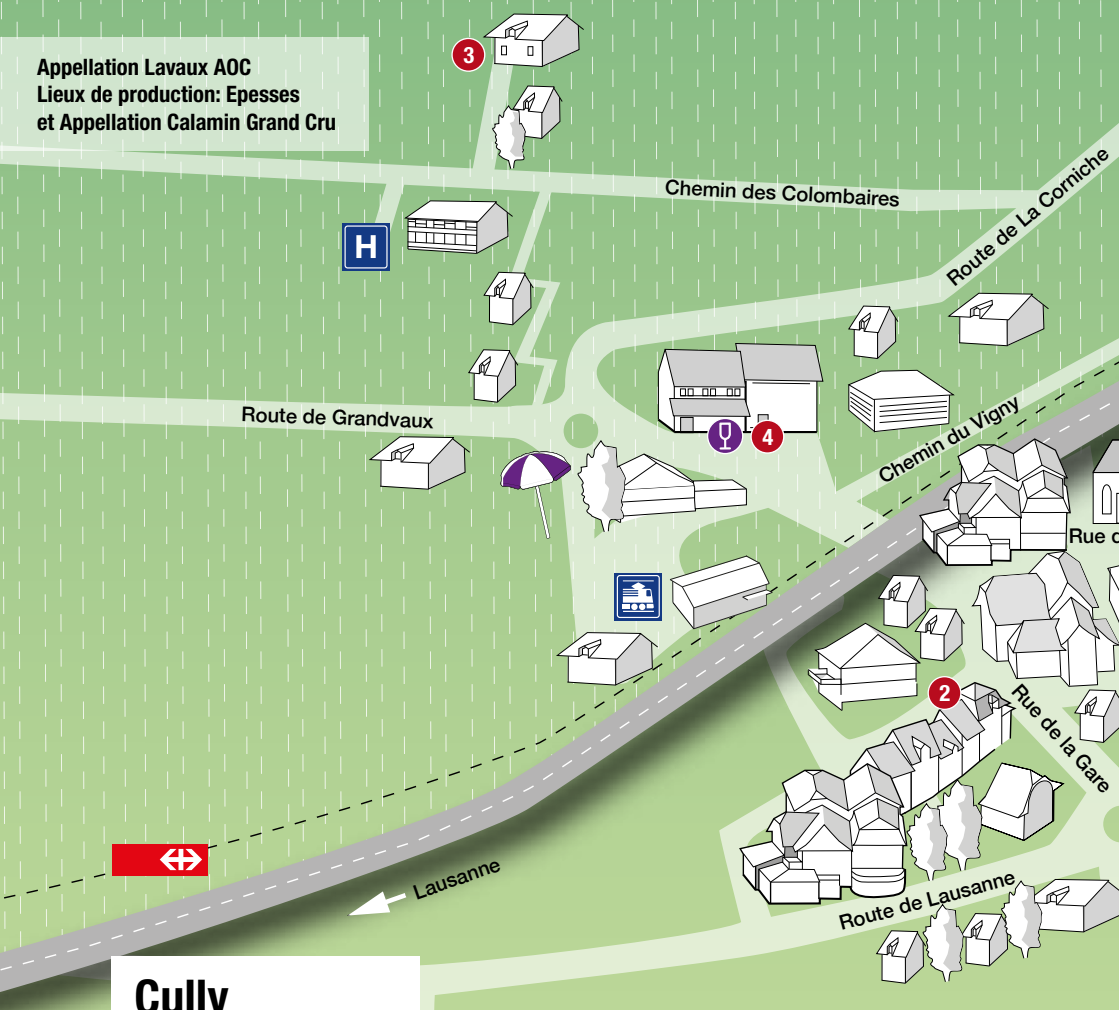 Appellation Lavaux AOC
Lieux de production: Epesses
et Appellation Calamin Grand Cru
3
Chemin des Colombaires
Route de La Corniche
H
Route de Grandvaux
4
Chemin du Vigny
Rue d
2
Rue de la Gare
Lausanne
Route de Lausanne
Cully